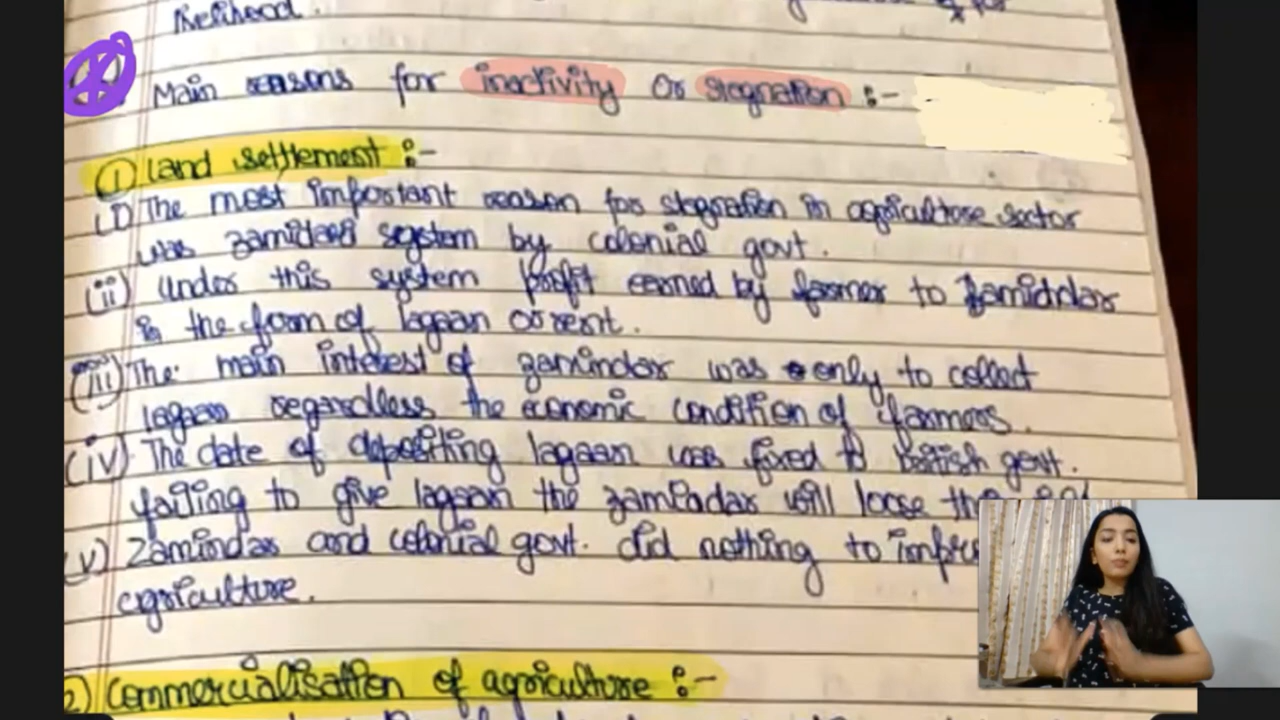 livelihood.
Main reasons for inactivity or stagnation :-
① Land settlement :-
(i) The most important reason for stagnation in agriculture sector
was zamidari system by colonial govt.
(ii) Under this system profit earned by farmer to zamiddar
in the form of lagaan or rent.
(iii) The main interest of zamindar was only to collect
lagaan regardless the economic condition of farmers.
(iv) The date of depositing lagaan was fixed to british govt.
failing to give lagaan the zamindar will loose
(v) Zamindar and colonial govt. did nothing to
agriculture.
2) Commercialisation of agriculture :-